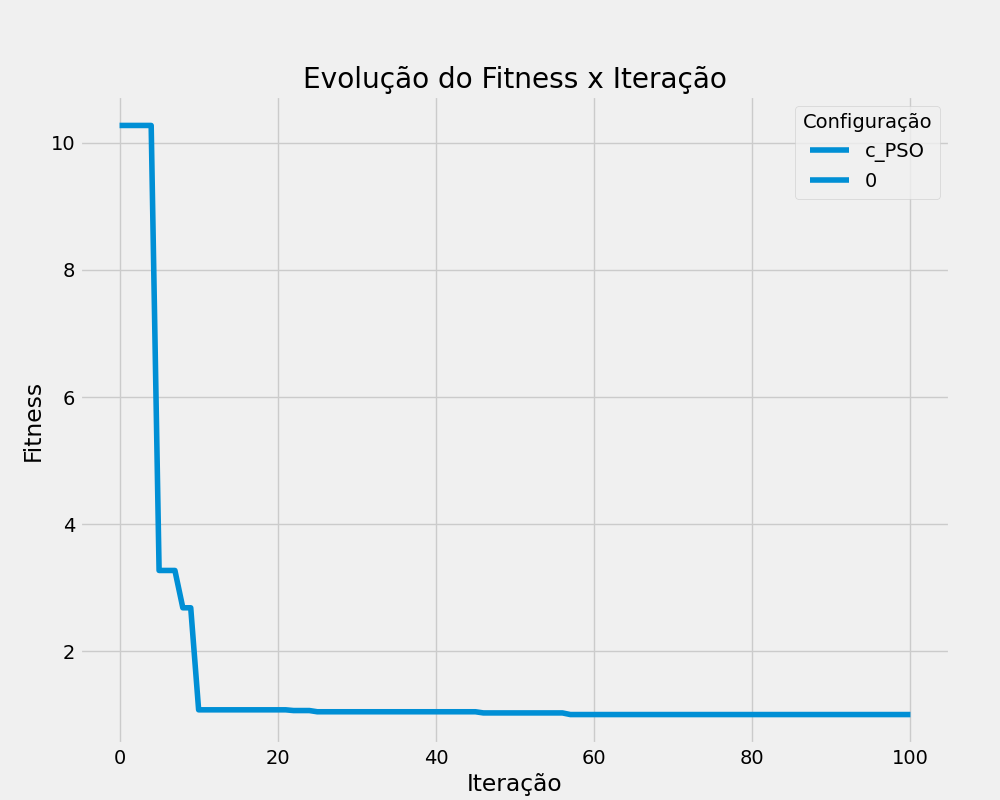 Evolução do Fitness x Iteração
Configuração
c_PSO
0
10
8
6
4
2
Fitness
0 20 40 60 80 100
Iteração